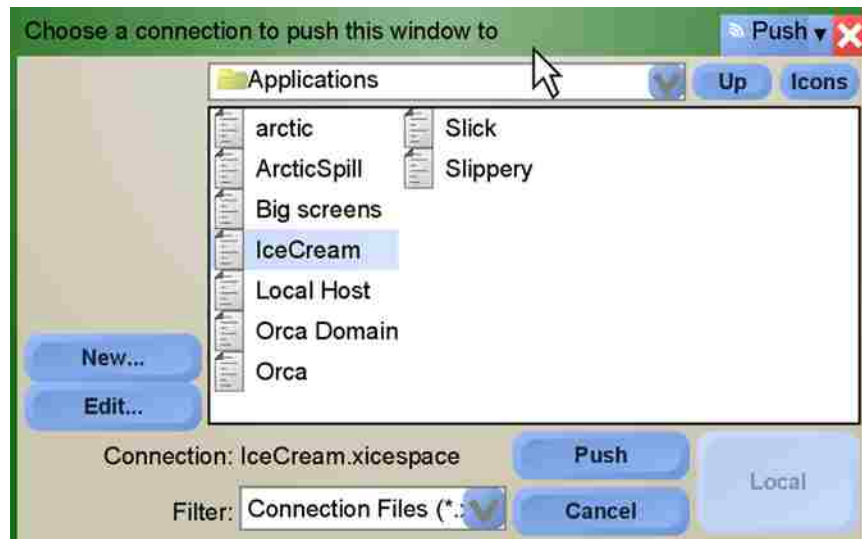 Choose a connection to push this window to
Push
Applications
Up
Icons
arctic
Slick
ArcticSpill
Slippery
Big screens
IceCream
Local Host
Orca Domain
Orca
New...
Edit...
Connection: IceCream.xicespace
Push
Local
Filter: Connection Files (*.
Cancel